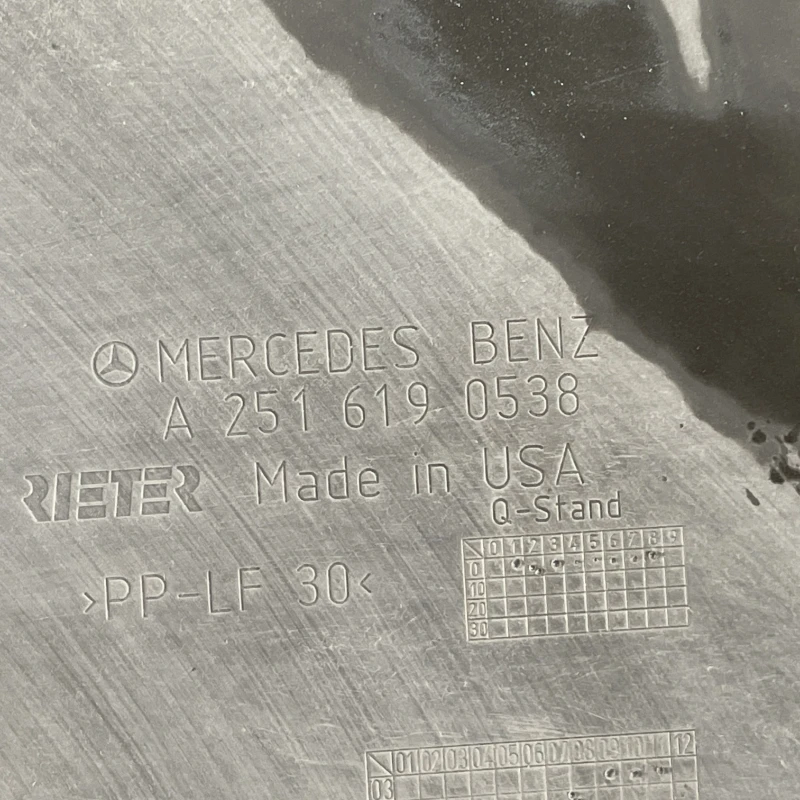 MERCEDES BENZ
A 251 619 0538
RIETER Made in USA
Q-Stand
>PP-LF 30<
0 1 2 3 4 5 6 7 8 9
0
10
20
30
01 02 03 04 05 06 07 08 09 10 11 12
03